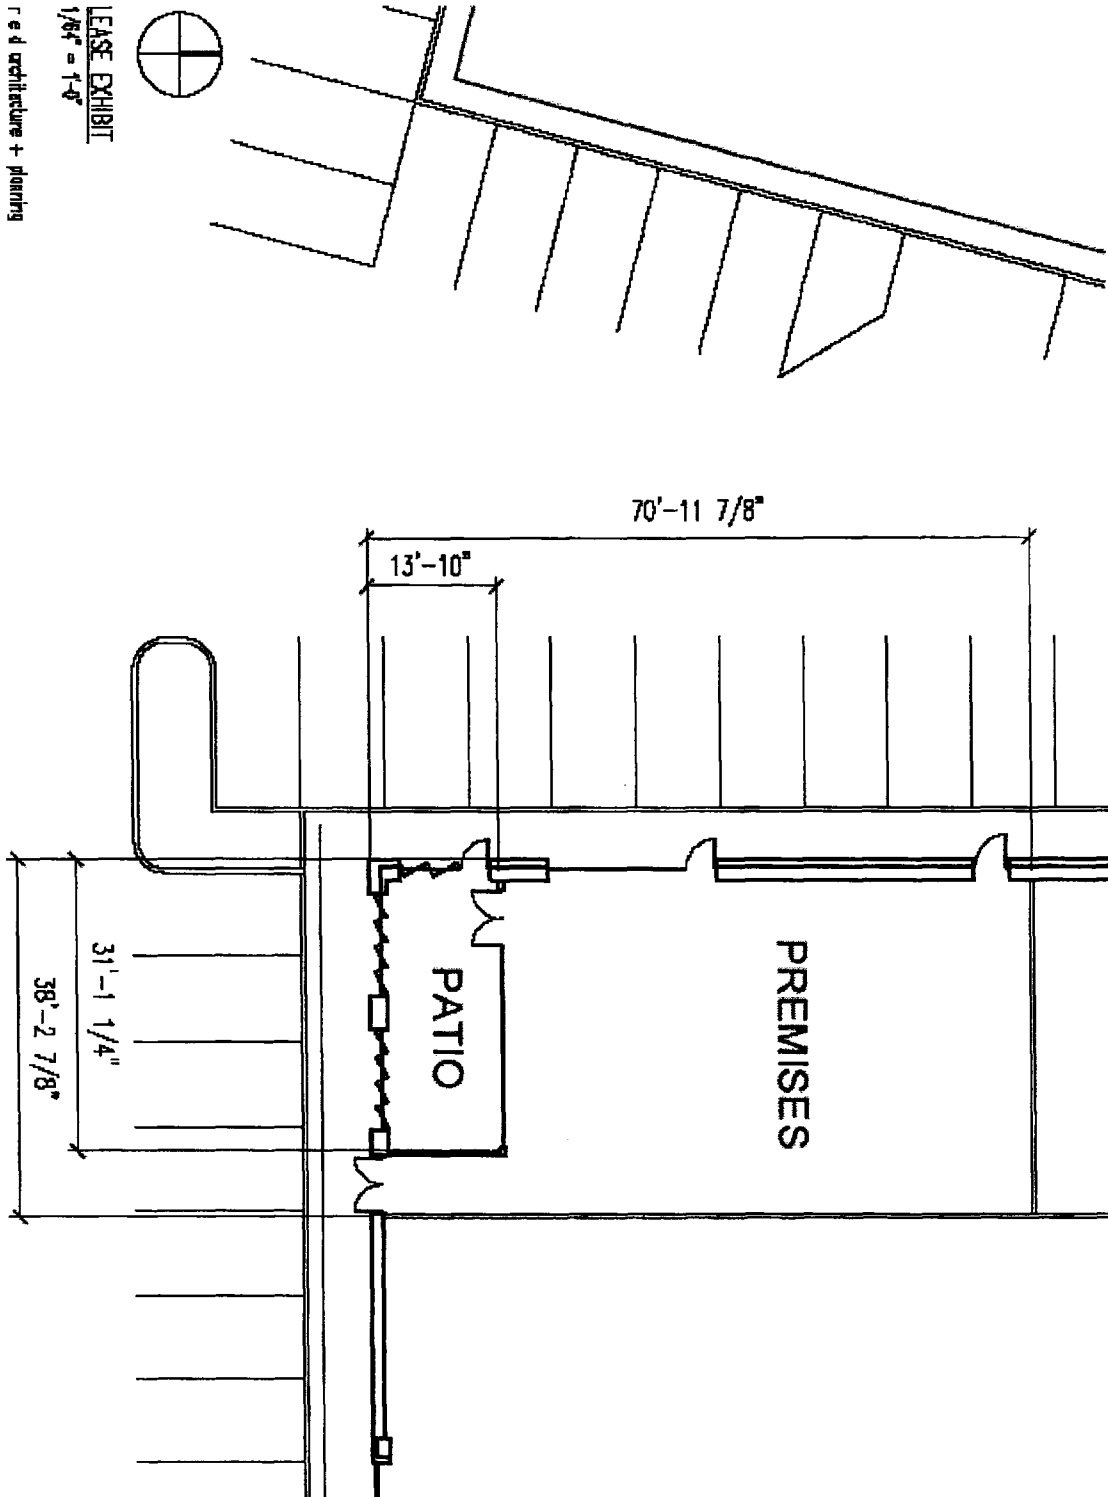 LEASE EXHIBIT
1/64" = 1'-0"
red architecture + planning
70'-11 7/8"
13'-10"
PREMISES
PATIO
31'-1 1/4"
38'-2 7/8"